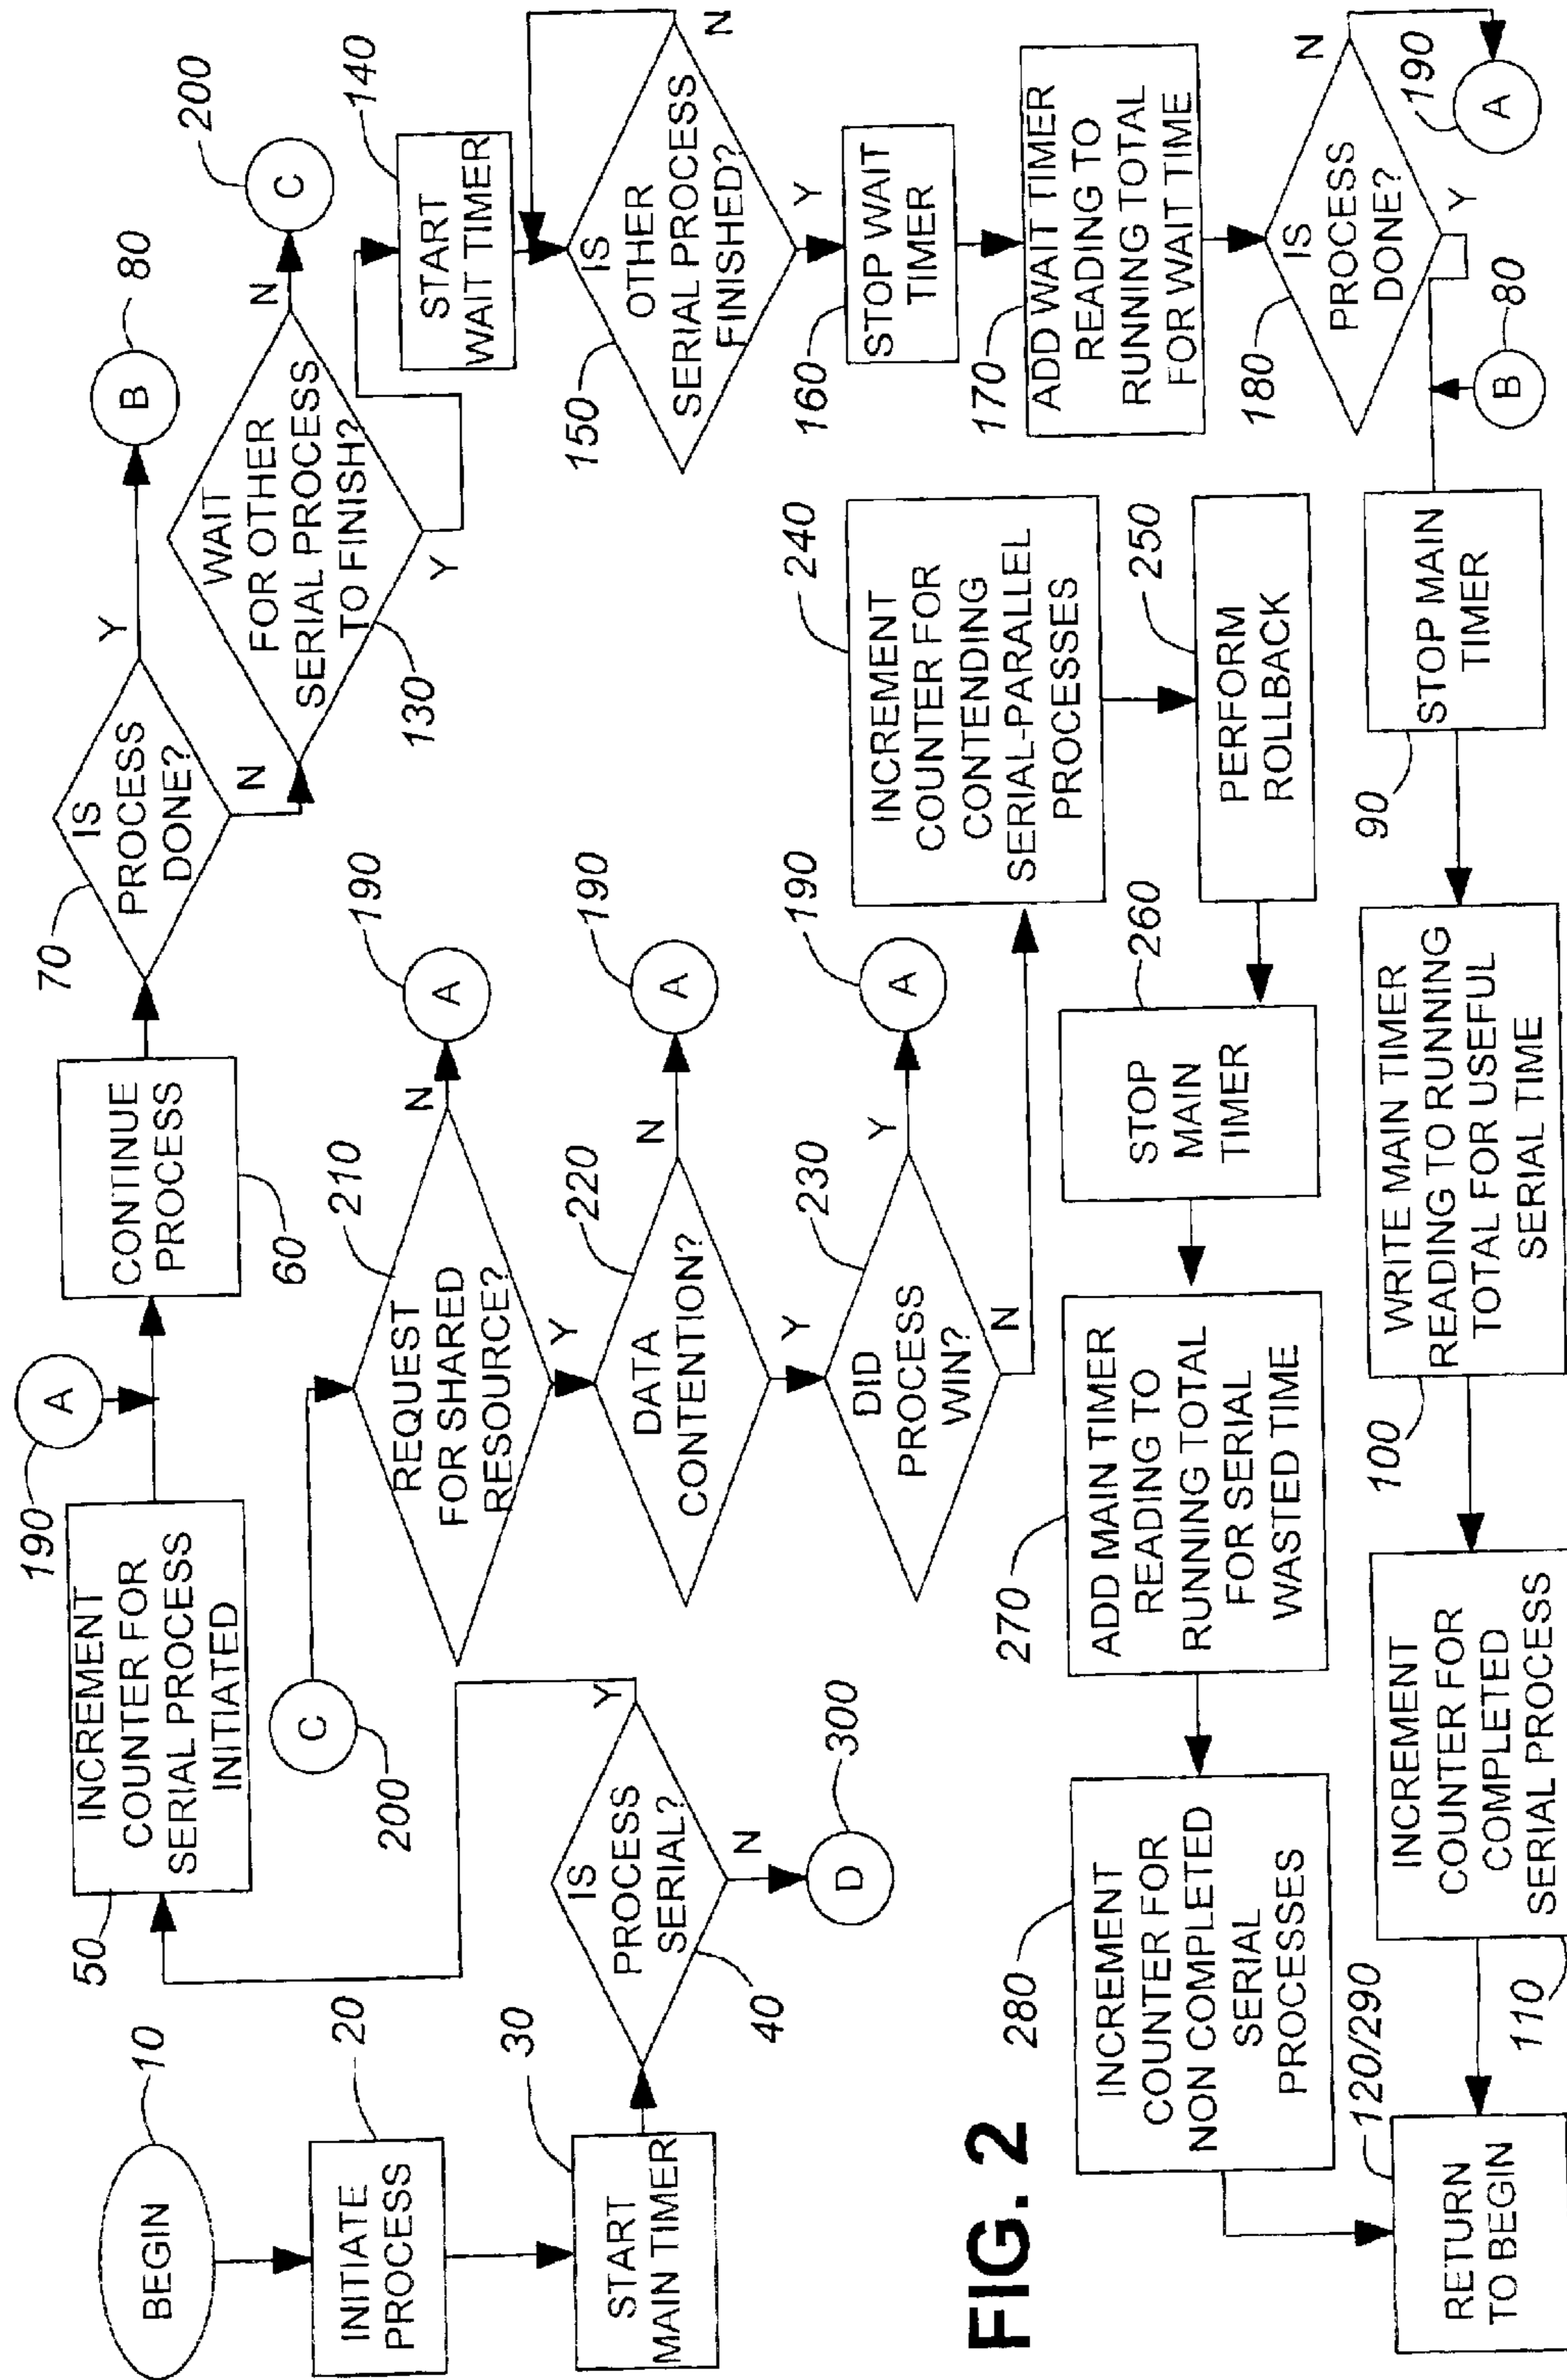 BEGIN
10
INITIATE
PROCESS
20
START
MAIN TIMER
30
IS
PROCESS
SERIAL?
40
Y
N
D
300
INCREMENT
COUNTER FOR
SERIAL PROCESS
INITIATED
50
A
190
CONTINUE
PROCESS
60
IS
PROCESS
DONE?
70
Y
B
80
N
WAIT
FOR OTHER
SERIAL PROCESS
TO FINISH?
130
N
C
200
Y
START
WAIT TIMER
140
IS
OTHER
SERIAL PROCESS
FINISHED?
150
N
Y
STOP WAIT
TIMER
160
ADD WAIT TIMER
READING TO
RUNNING TOTAL
FOR WAIT TIME
170
IS
PROCESS
DONE?
180
N
A
190
Y
B
80
C
200
REQUEST
FOR SHARED
RESOURCE?
210
N
A
190
Y
DATA
CONTENTION?
220
N
A
190
Y
DID
PROCESS
WIN?
230
Y
A
190
N
INCREMENT
COUNTER FOR
CONTENDING
SERIAL-PARALLEL
PROCESSES
240
PERFORM
ROLLBACK
250
STOP
MAIN
TIMER
260
ADD MAIN TIMER
READING TO
RUNNING TOTAL
FOR SERIAL
WASTED TIME
270
INCREMENT
COUNTER FOR
NON COMPLETED
SERIAL
PROCESSES
280
STOP MAIN
TIMER
90
WRITE MAIN TIMER
READING TO RUNNING
TOTAL FOR USEFUL
SERIAL TIME
100
INCREMENT
COUNTER FOR
COMPLETED
SERIAL PROCESS
110
RETURN
TO BEGIN
120/290
FIG. 2